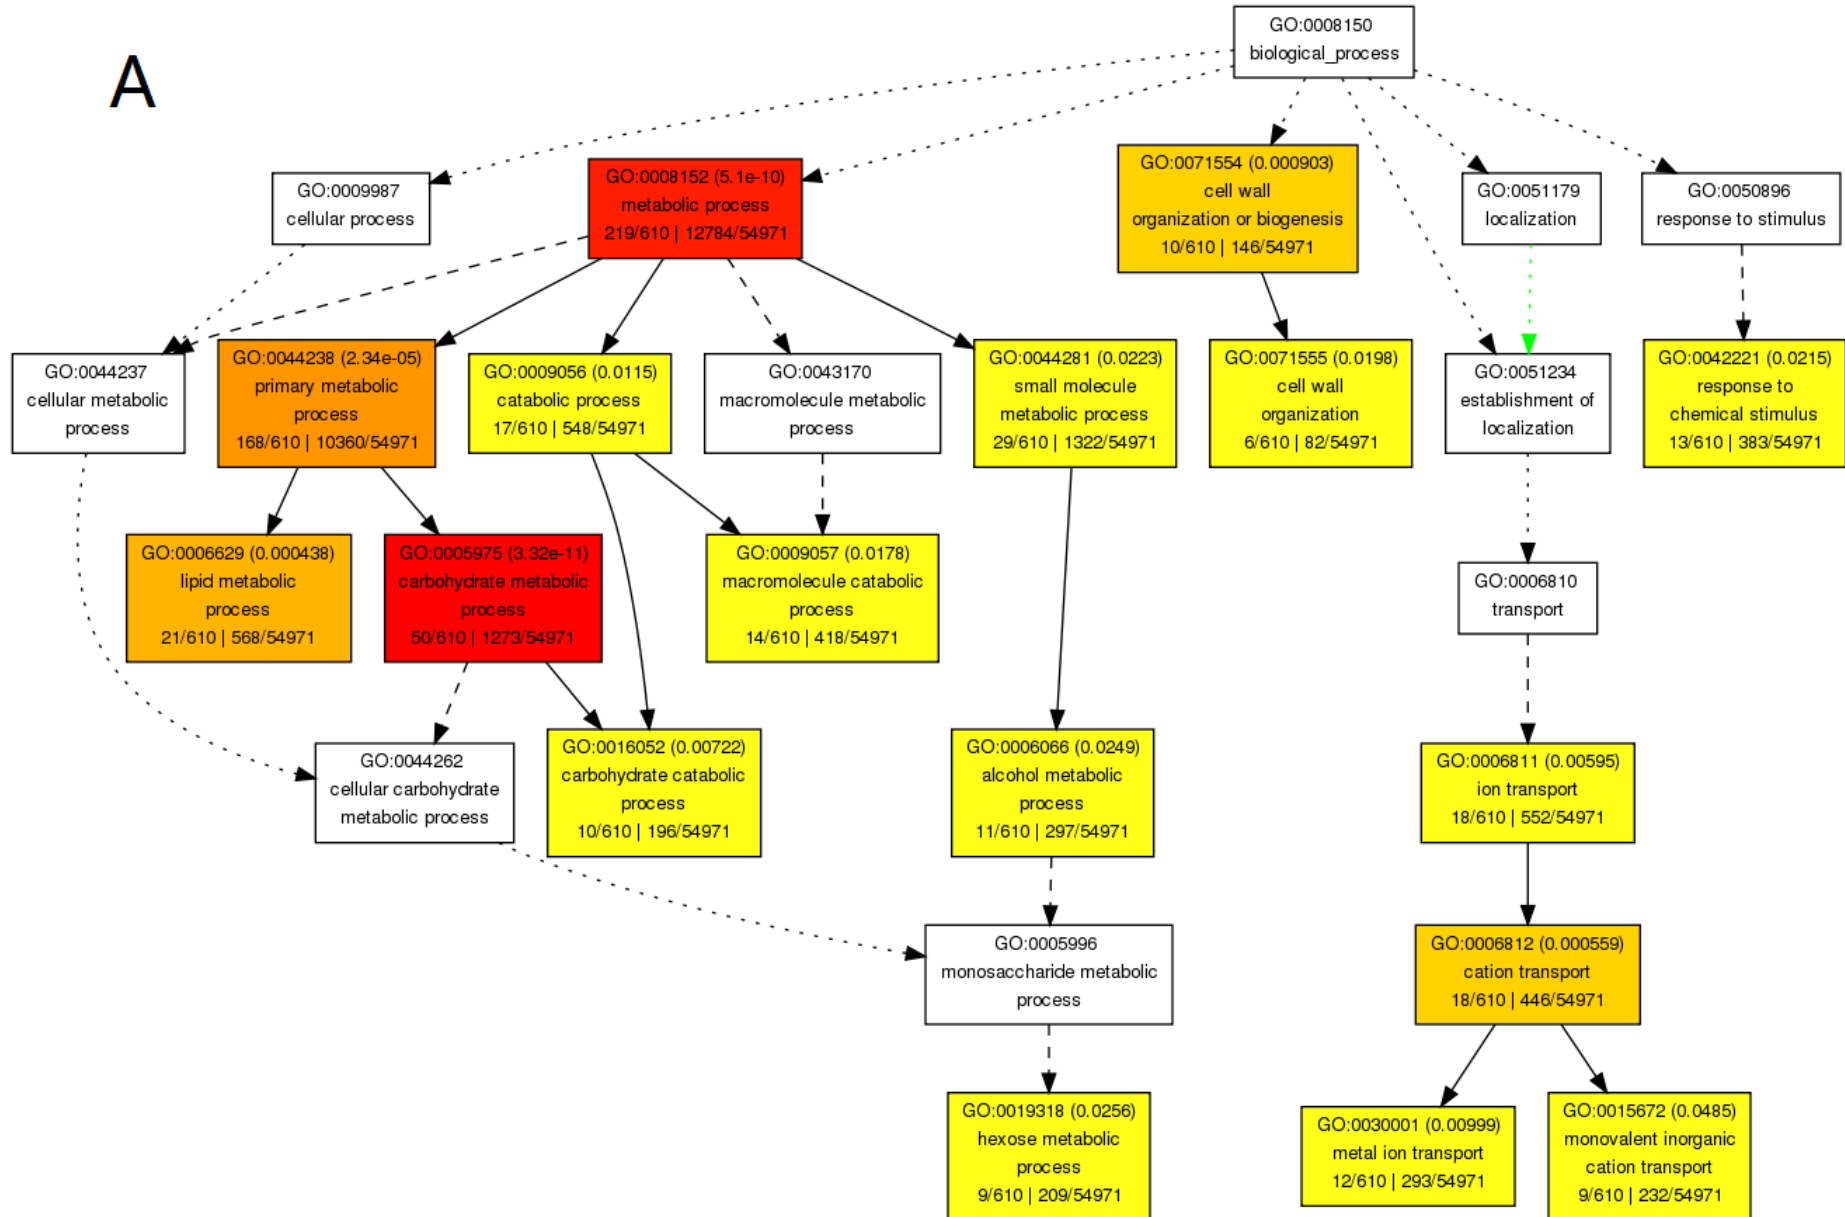 A
GO:0008150
biological_process
GO:0009987
cellular process
GO:0008152 (5.1e-10)
metabolic process
219/610 | 12784/54971
GO:0071554 (0.000903)
cell wall
organization or biogenesis
10/610 | 146/54971
GO:0051179
localization
GO:0050896
response to stimulus
GO:0044237
cellular metabolic
process
GO:0044238 (2.34e-05)
primary metabolic
process
168/610 | 10360/54971
GO:0009056 (0.0115)
catabolic process
17/610 | 548/54971
GO:0043170
macromolecule metabolic
process
GO:0044281 (0.0223)
small molecule
metabolic process
29/610 | 1322/54971
GO:0071555 (0.0198)
cell wall
organization
6/610 | 82/54971
GO:0051234
establishment of
localization
GO:0042221 (0.0215)
response to
chemical stimulus
13/610 | 383/54971
GO:0006629 (0.000438)
lipid metabolic
process
21/610 | 568/54971
GO:0005975 (3.32e-11)
carbohydrate metabolic
process
50/610 | 1273/54971
GO:0009057 (0.0178)
macromolecule catabolic
process
14/610 | 418/54971
GO:0006810
transport
GO:0044262
cellular carbohydrate
metabolic process
GO:0016052 (0.00722)
carbohydrate catabolic
process
10/610 | 196/54971
GO:0006066 (0.0249)
alcohol metabolic
process
11/610 | 297/54971
GO:0006811 (0.00595)
ion transport
18/610 | 552/54971
GO:0005996
monosaccharide metabolic
process
GO:0006812 (0.000559)
cation transport
18/610 | 446/54971
GO:0019318 (0.0256)
hexose metabolic
process
9/610 | 209/54971
GO:0030001 (0.00999)
metal ion transport
12/610 | 293/54971
GO:0015672 (0.0485)
monovalent inorganic
cation transport
9/610 | 232/54971